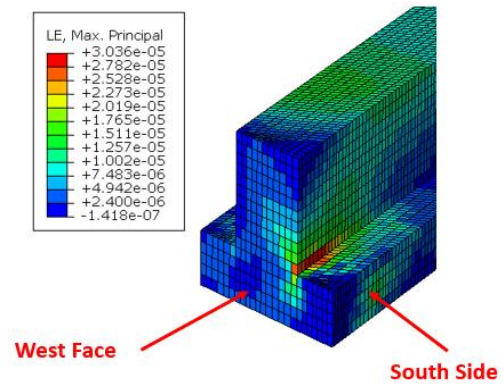 LE, Max. Principal
+3.036e-05
+2.782e-05
+2.528e-05
+2.273e-05
+2.019e-05
+1.765e-05
+1.511e-05
+1.257e-05
+1.002e-05
+7.483e-06
+4.942e-06
+2.400e-06
-1.418e-07
West Face
South Side